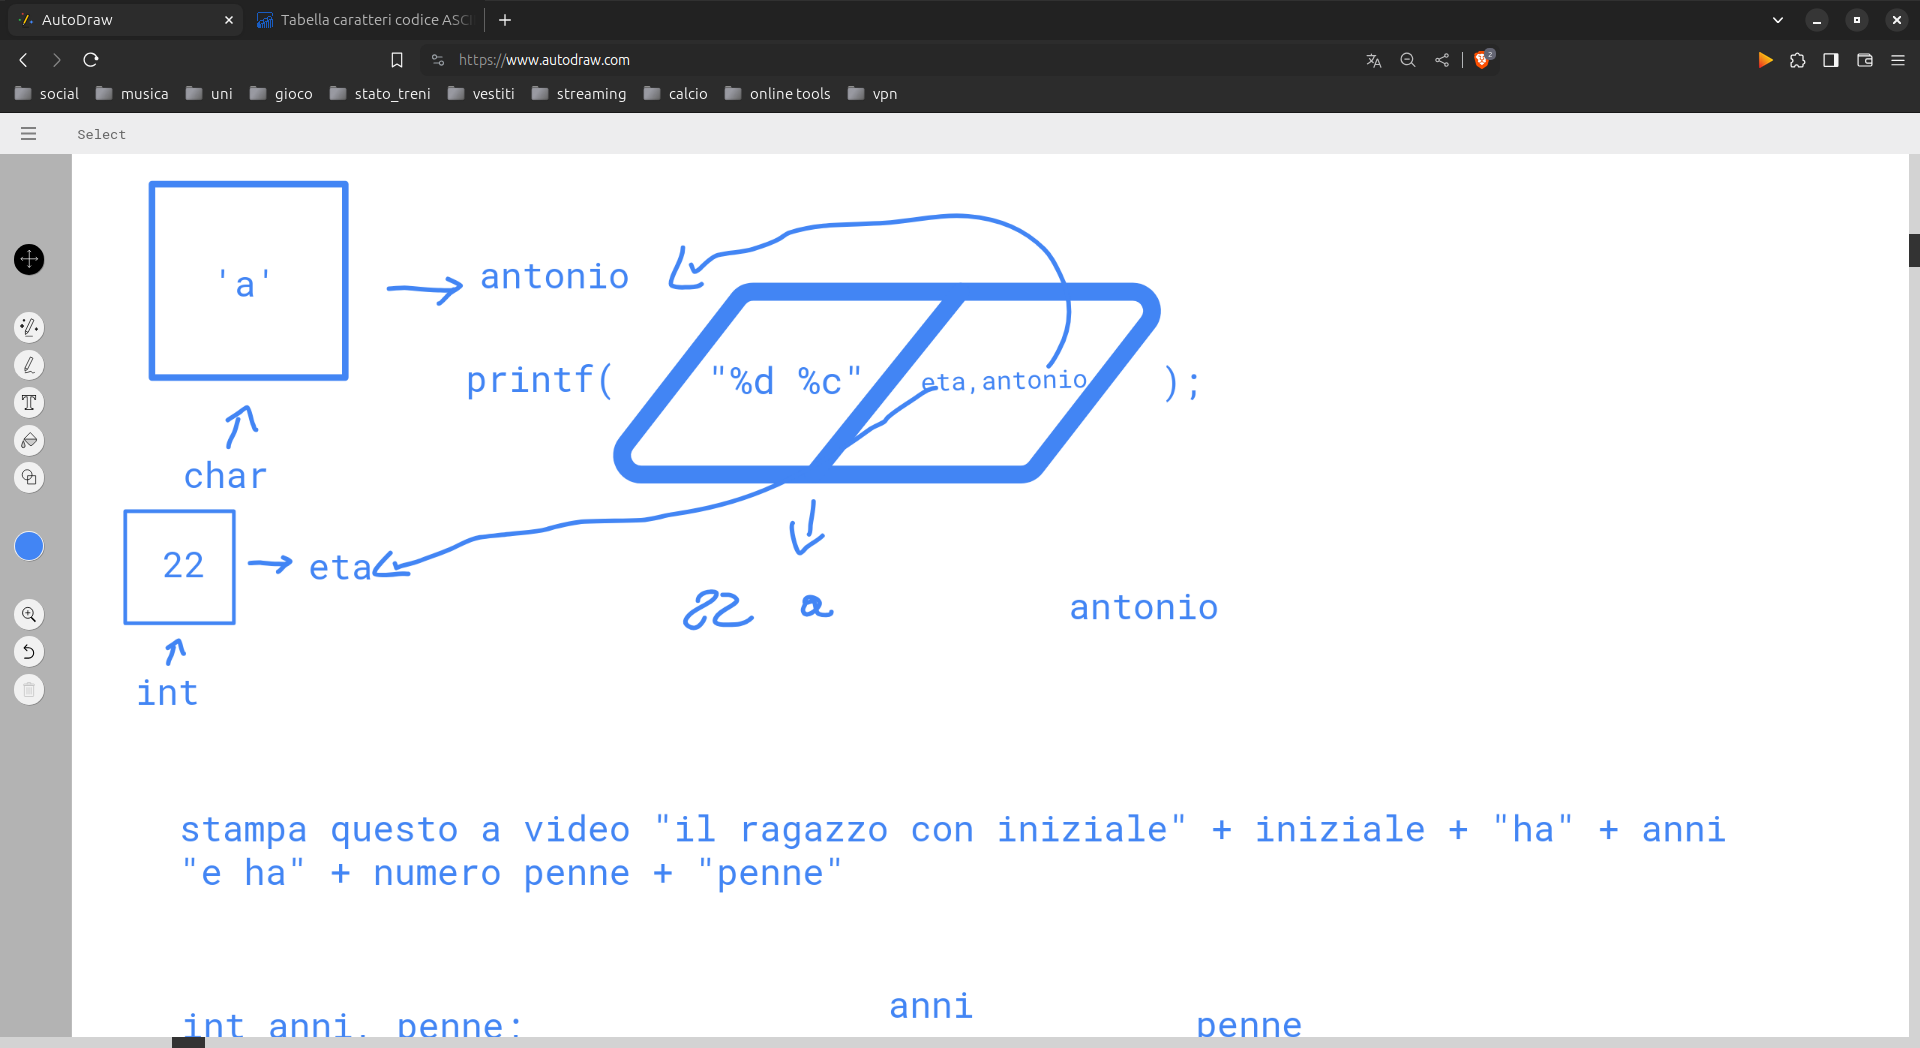 AutoDraw
Tabella caratteri codice ASC
https://www.autodraw.com
social musica uni gioco stato_treni vestiti streaming calcio online tools vpn
Select
'a'
antonio
printf( "%d %c" eta,antonio );
char
22
eta
22 a
antonio
int
stampa questo a video "il ragazzo con iniziale" + iniziale + "ha" + anni
"e ha" + numero penne + "penne"
anni
int anni, penne;
penne